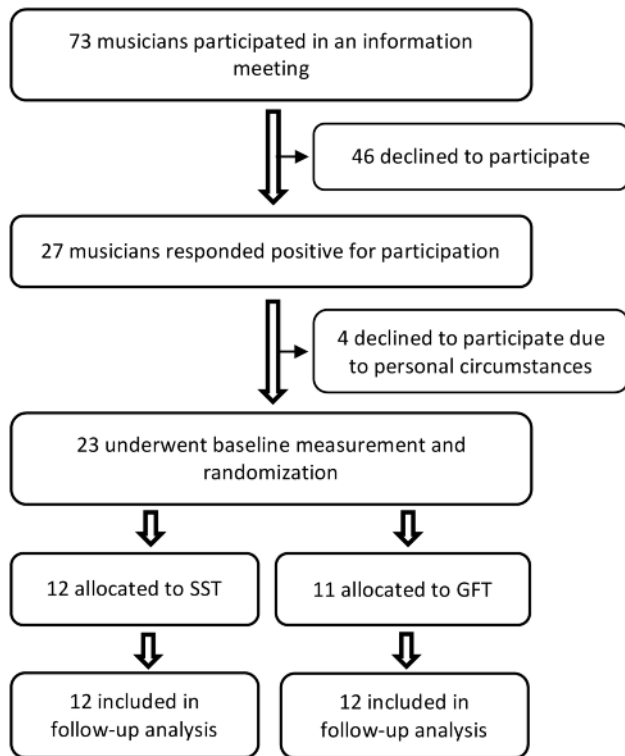 73 musicians participated in an information
meeting
46 declined to participate
27 musicians responded positive for participation
4 declined to participate due
to personal circumstances
23 underwent baseline measurement and
randomization
12 allocated to SST
11 allocated to GFT
12 included in
follow-up analysis
12 included in
follow-up analysis